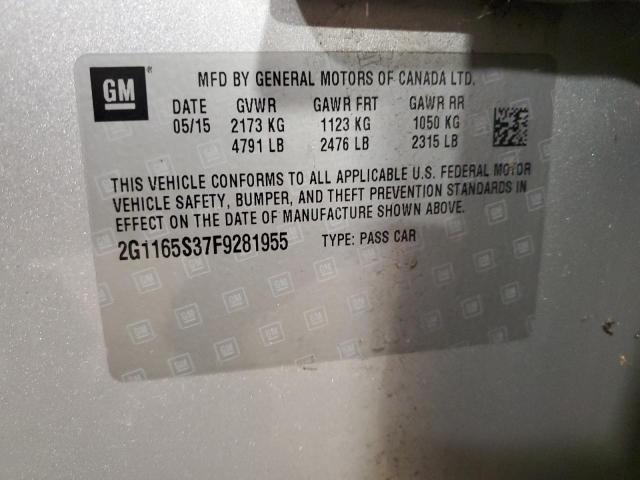 GM
MFD BY GENERAL MOTORS OF CANADA LTD.
DATE GVWR GAWR FRT GAWR RR
05/15 2173 KG 1123 KG 1050 KG
4791 LB 2476 LB 2315 LB
THIS VEHICLE CONFORMS TO ALL APPLICABLE U.S. FEDERAL MOTOR
VEHICLE SAFETY, BUMPER, AND THEFT PREVENTION STANDARDS IN
EFFECT ON THE DATE OF MANUFACTURE SHOWN ABOVE.
2G1165S37F9281955 TYPE: PASS CAR